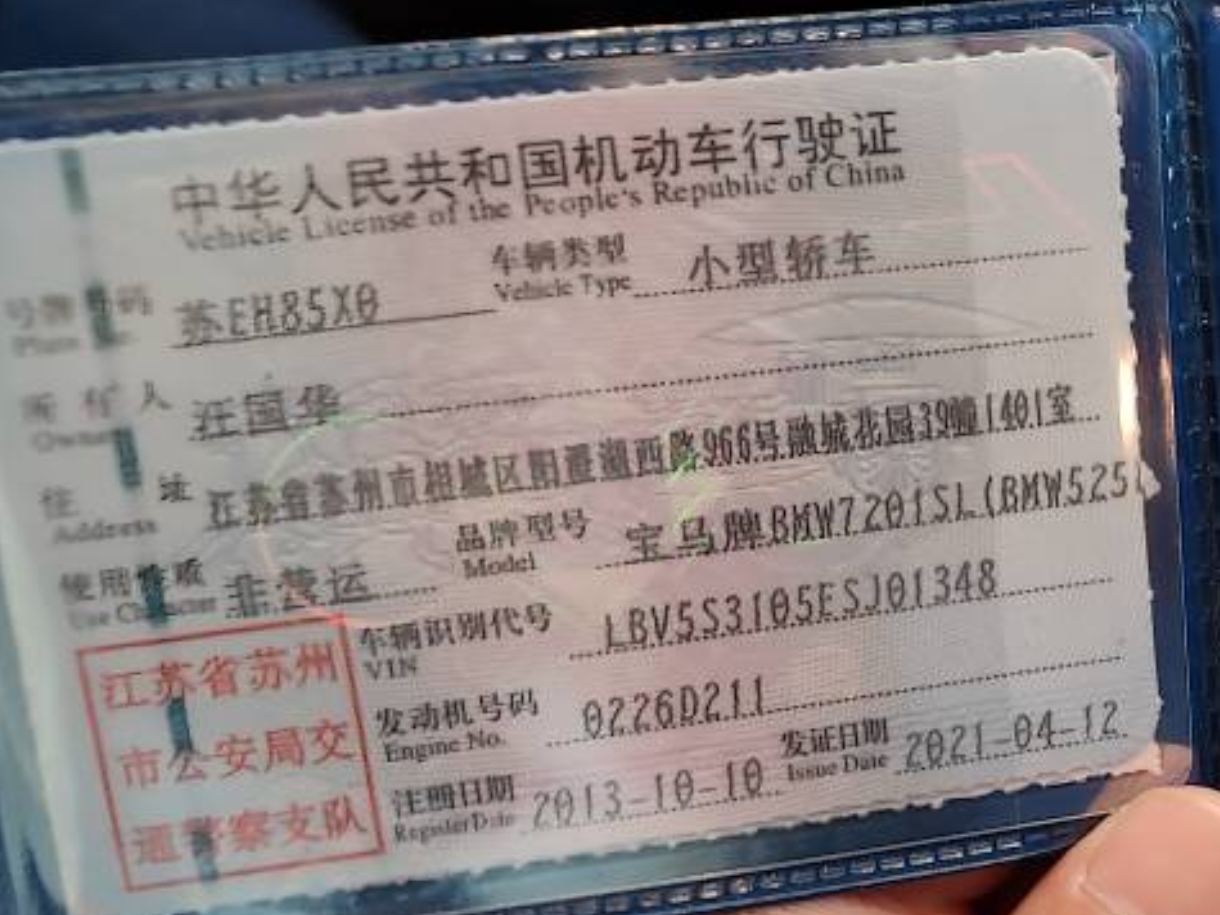 中华人民共和国机动车行驶证
Vehicle License of the People's Republic of China
号牌号码 苏EH85X0 车辆类型 小型轿车
Plate No. Vehicle Type
所有人 汪国华
Owner
住址 江苏省苏州市相城区阳澄湖西路966号融城花园39幢1401室
Address
使用性质 非营运 品牌型号 宝马牌BMW7201SL(BMW525L
Use Character Model
车辆识别代号 LBV5S3105ESJ01348
VIN
江苏省苏州
市公安局交
通警察支队
发动机号码 0226D211
Engine No.
注册日期 2013-10-10 发证日期 2021-04-12
Register Date Issue Date